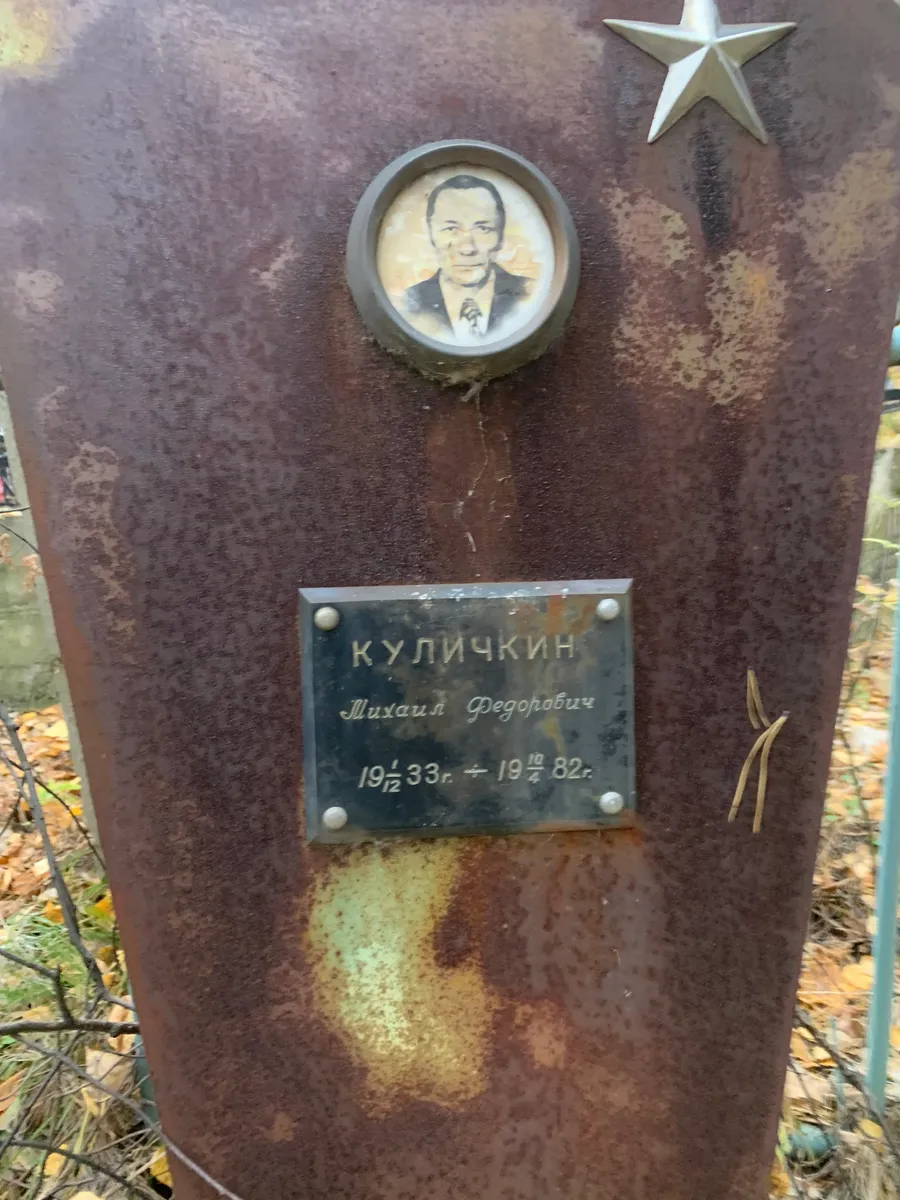 КУЛИЧКИН
Михаил Федорович
19 1/12 33г. ÷ 19 10/4 82г.